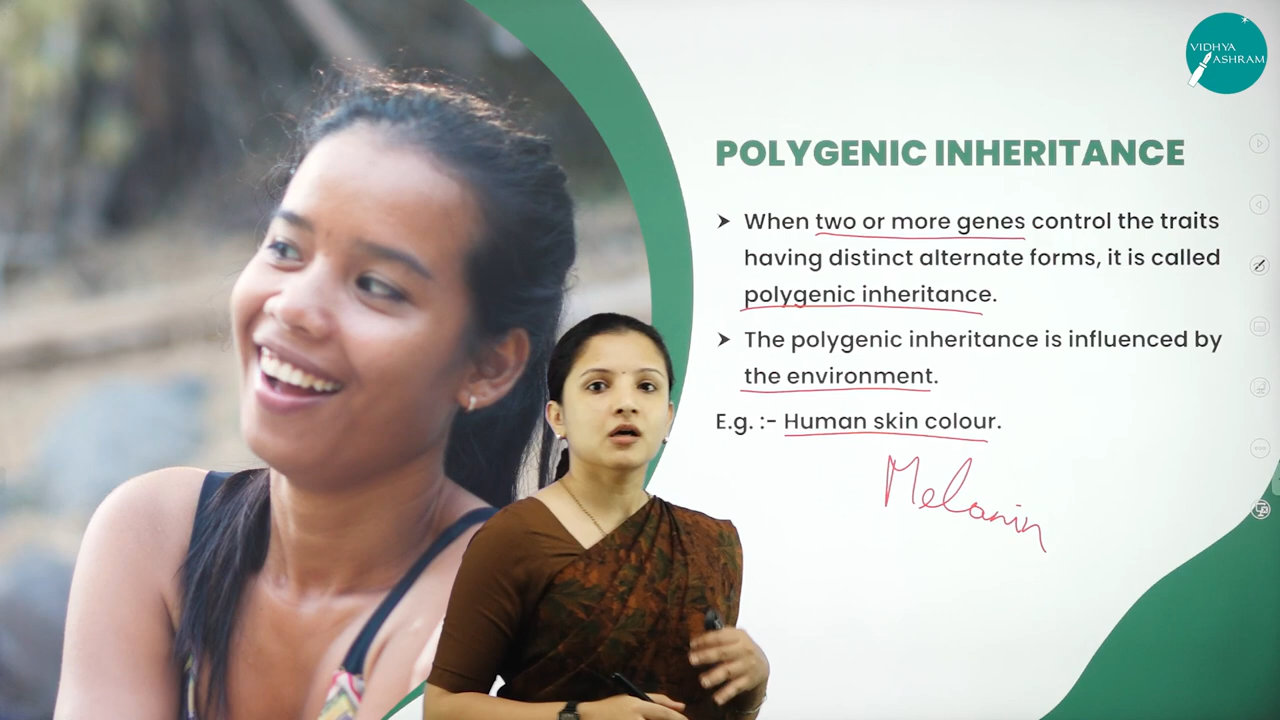 VIDHYA
ASHRAM
POLYGENIC INHERITANCE
➤ When two or more genes control the traits
having distinct alternate forms, it is called
polygenic inheritance.
➤ The polygenic inheritance is influenced by
the environment.
E.g. :- Human skin colour.
Melanin